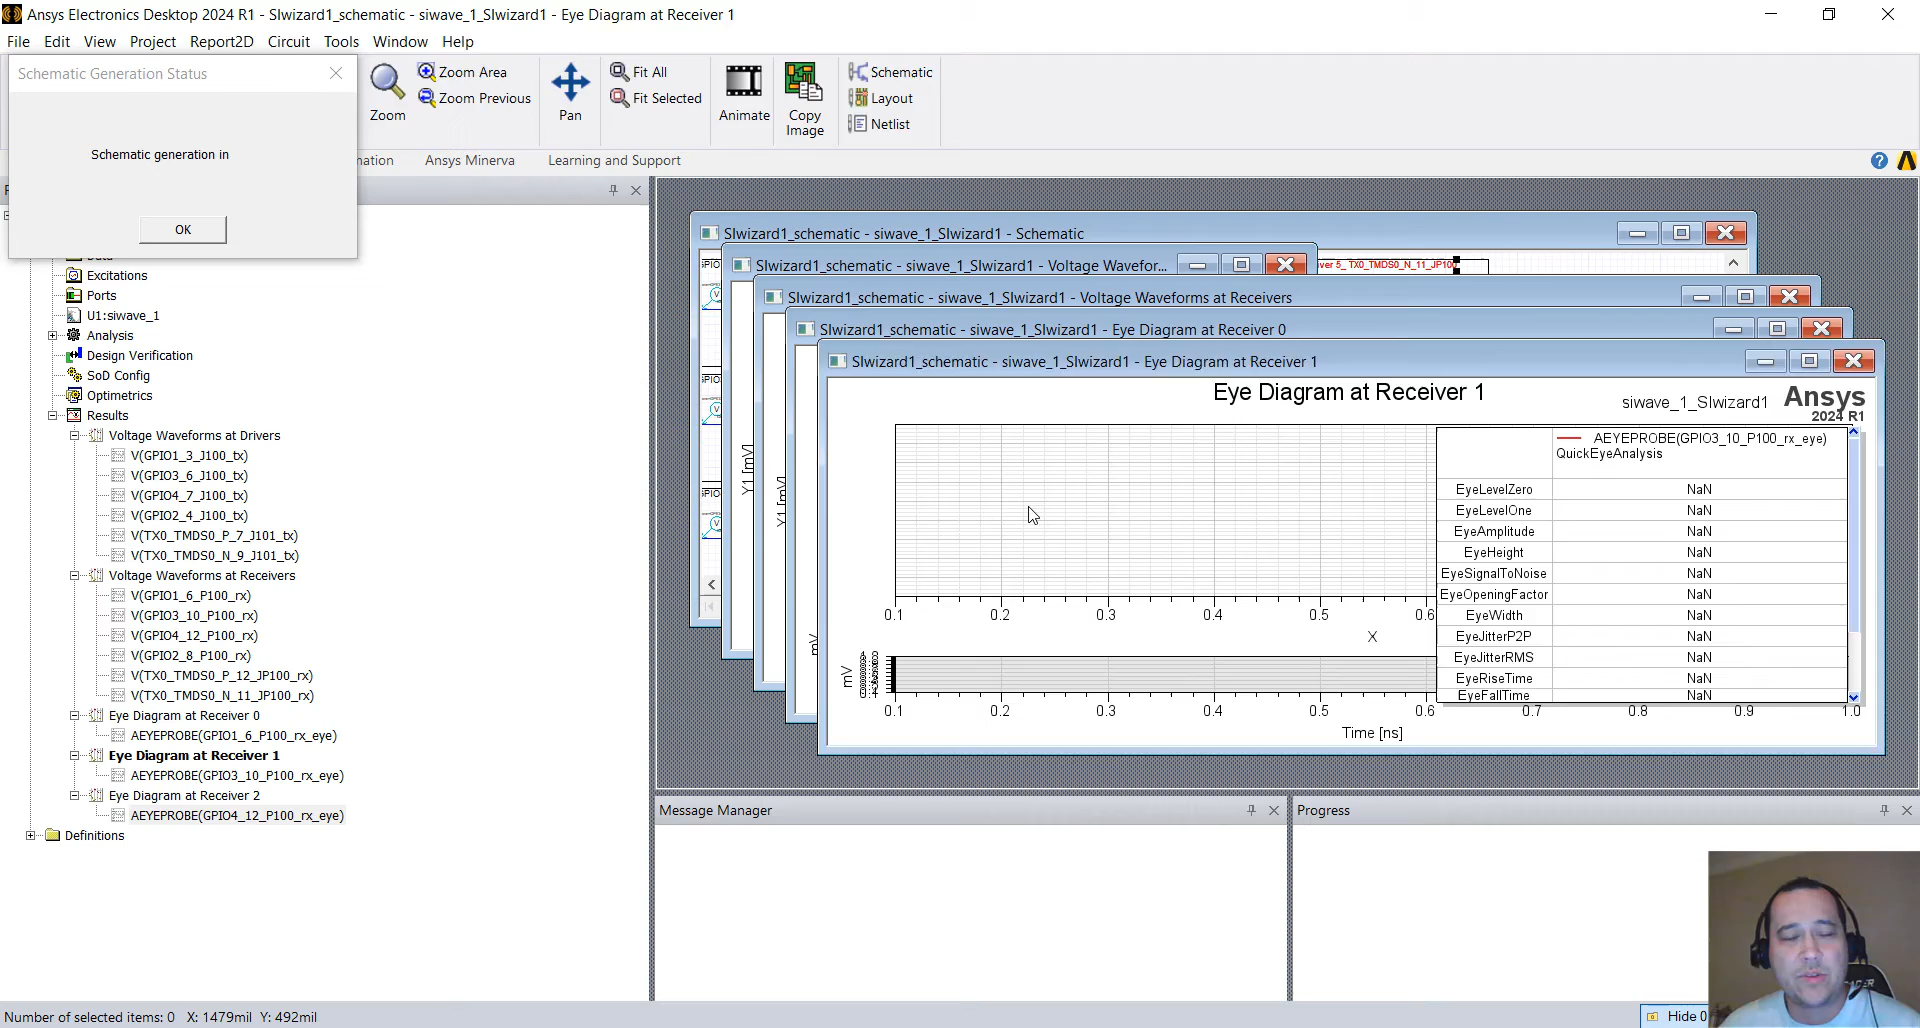 Ansys Electronics Desktop 2024 R1 - SIwizard1_schematic - siwave_1_SIwizard1 - Eye Diagram at Receiver 1
File Edit View Project Report2D Circuit Tools Window Help
Schematic Generation Status
Schematic generation in
OK
Zoom
Zoom Area
Zoom Previous
Pan
Fit All
Fit Selected
Animate
Copy
Image
Schematic
Layout
Netlist
mation
Ansys Minerva
Learning and Support
Excitations
Ports
U1:siwave_1
Analysis
Design Verification
SoD Config
Optimetrics
Results
Voltage Waveforms at Drivers
V(GPIO1_3_J100_tx)
V(GPIO3_6_J100_tx)
V(GPIO4_7_J100_tx)
V(GPIO2_4_J100_tx)
V(TX0_TMDS0_P_7_J101_tx)
V(TX0_TMDS0_N_9_J101_tx)
Voltage Waveforms at Receivers
V(GPIO1_6_P100_rx)
V(GPIO3_10_P100_rx)
V(GPIO4_12_P100_rx)
V(GPIO2_8_P100_rx)
V(TX0_TMDS0_P_12_JP100_rx)
V(TX0_TMDS0_N_11_JP100_rx)
Eye Diagram at Receiver 0
AEYEPROBE(GPIO1_6_P100_rx_eye)
Eye Diagram at Receiver 1
AEYEPROBE(GPIO3_10_P100_rx_eye)
Eye Diagram at Receiver 2
AEYEPROBE(GPIO4_12_P100_rx_eye)
Definitions
SIwizard1_schematic - siwave_1_SIwizard1 - Schematic
SIwizard1_schematic - siwave_1_SIwizard1 - Voltage Wavefor...
iver 5_ TX0_TMDS0_N_11_JP100
SIwizard1_schematic - siwave_1_SIwizard1 - Voltage Waveforms at Receivers
SIwizard1_schematic - siwave_1_SIwizard1 - Eye Diagram at Receiver 0
SIwizard1_schematic - siwave_1_SIwizard1 - Eye Diagram at Receiver 1
Eye Diagram at Receiver 1
siwave_1_SIwizard1
Ansys
2024 R1
Y1 [mV]
Y1 [mV]
mV
AEYEPROBE(GPIO3_10_P100_rx_eye)
QuickEyeAnalysis
EyeLevelZero NaN
EyeLevelOne NaN
EyeAmplitude NaN
EyeHeight NaN
EyeSignalToNoise NaN
EyeOpeningFactor NaN
EyeWidth NaN
EyeJitterP2P NaN
EyeJitterRMS NaN
EyeRiseTime NaN
EyeFallTime NaN
0.1 0.2 0.3 0.4 0.5 0.6
X
mV
0.1 0.2 0.3 0.4 0.5 0.6 0.7 0.8 0.9 1.0
Time [ns]
Message Manager
Progress
Number of selected items: 0 X: 1479mil Y: 492mil
Hide 0